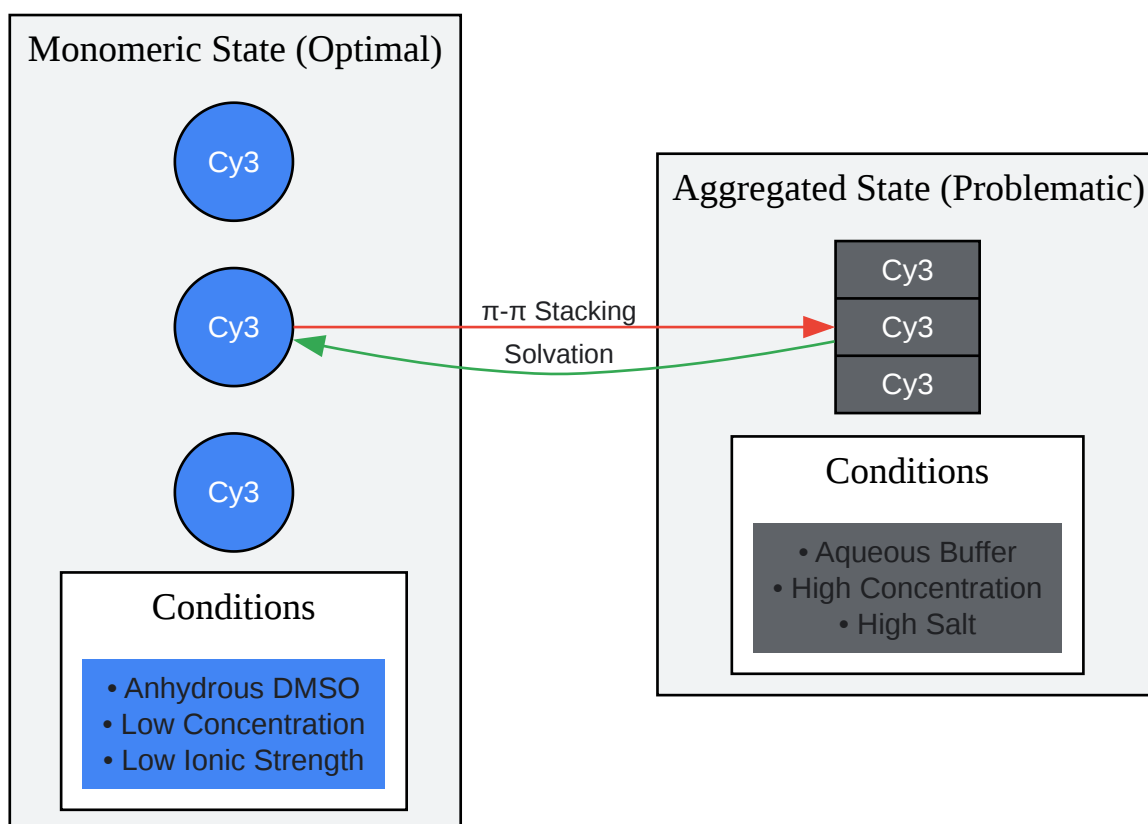 Monomeric State (Optimal)
Cy3
Cy3
Cy3
Conditions
• Anhydrous DMSO
• Low Concentration
• Low Ionic Strength
π-π Stacking
Solvation
Aggregated State (Problematic)
Cy3
Cy3
Cy3
Conditions
• Aqueous Buffer
• High Concentration
• High Salt